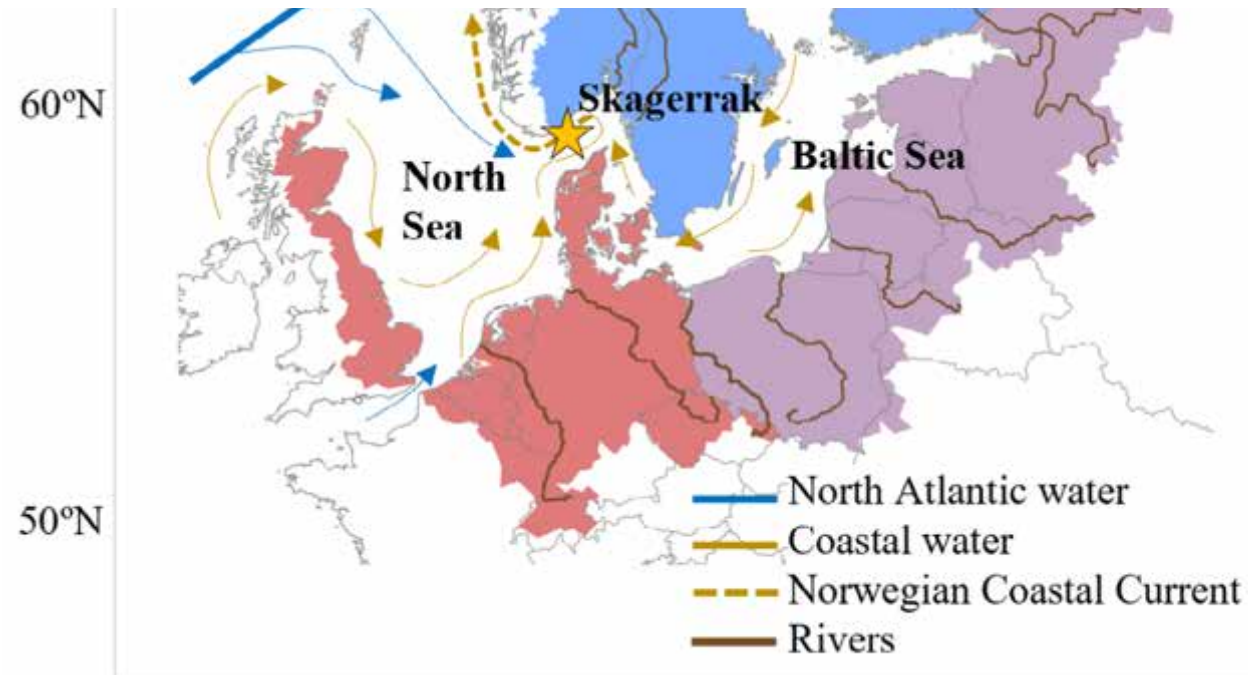 60ºN
Skagerrak
North
Sea
Baltic Sea
50ºN
North Atlantic water
Coastal water
Norwegian Coastal Current
Rivers